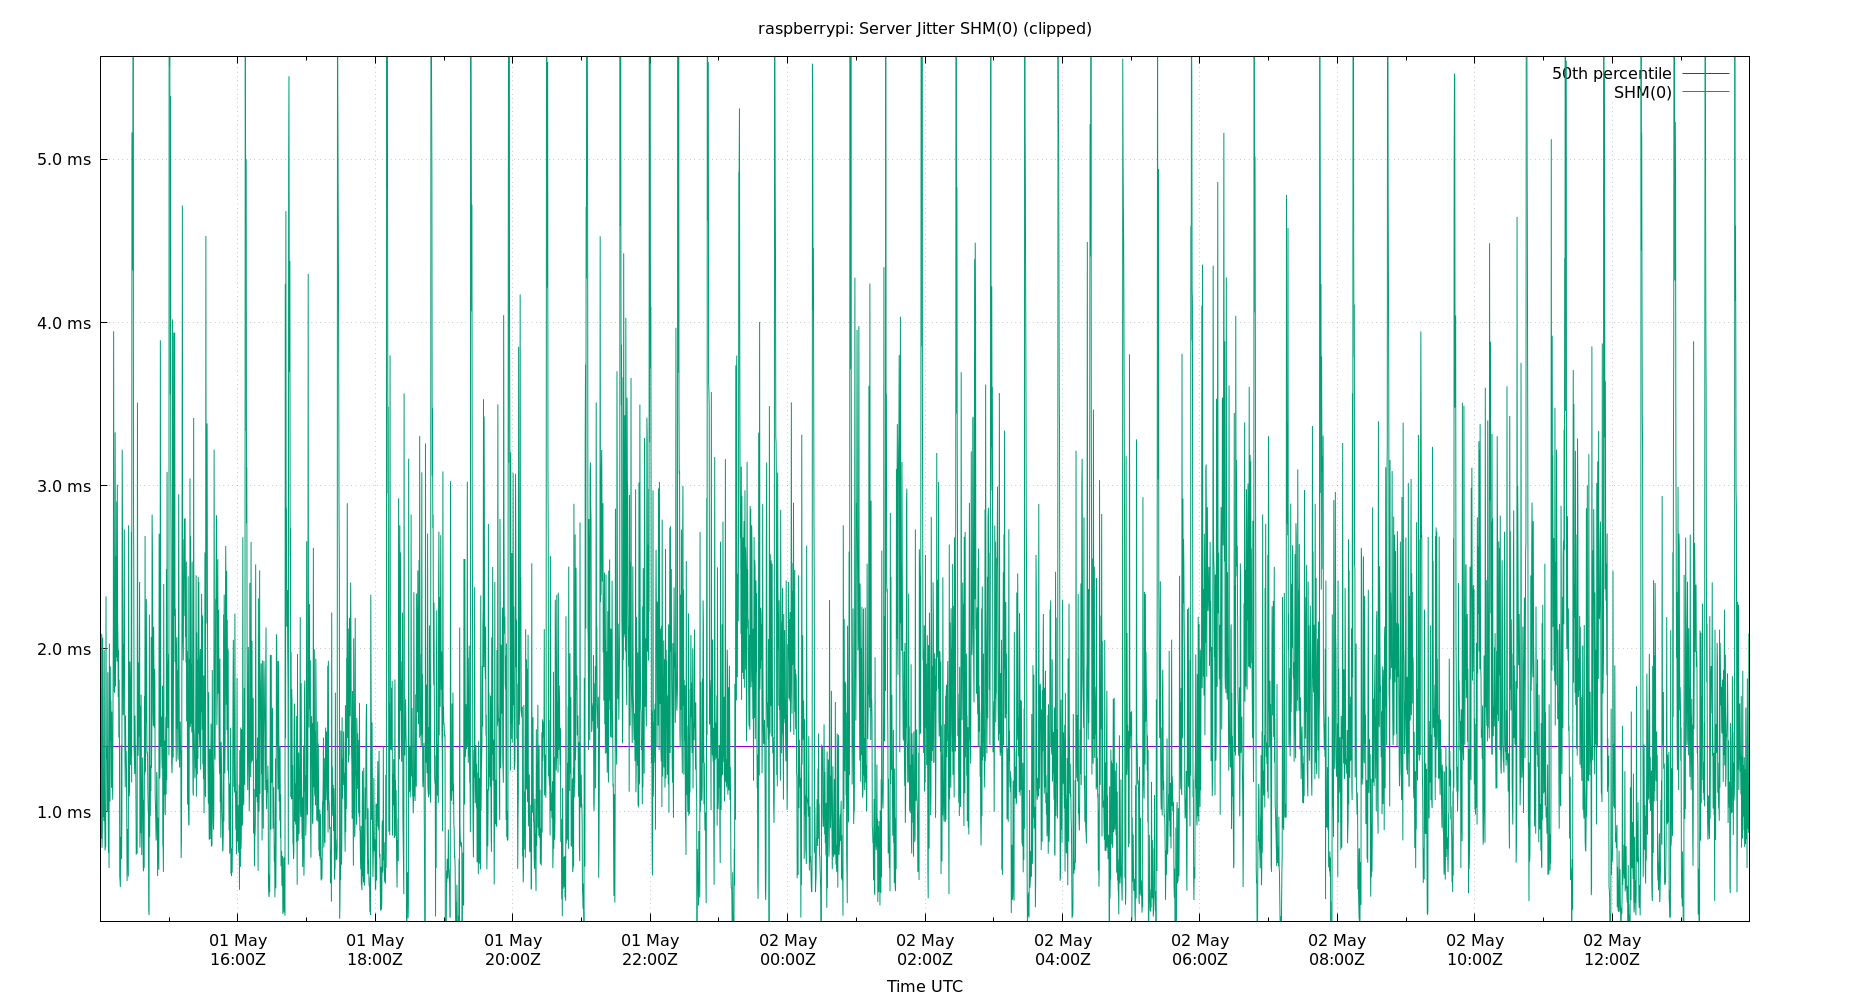 raspberrypi: Server Jitter SHM(0) (clipped)
50th percentile
SHM(0)
5.0 ms
4.0 ms
3.0 ms
2.0 ms
1.0 ms
01 May 01 May 01 May 01 May 02 May 02 May 02 May 02 May 02 May 02 May 02 May
16:00Z 18:00Z 20:00Z 22:00Z 00:00Z 02:00Z 04:00Z 06:00Z 08:00Z 10:00Z 12:00Z
Time UTC